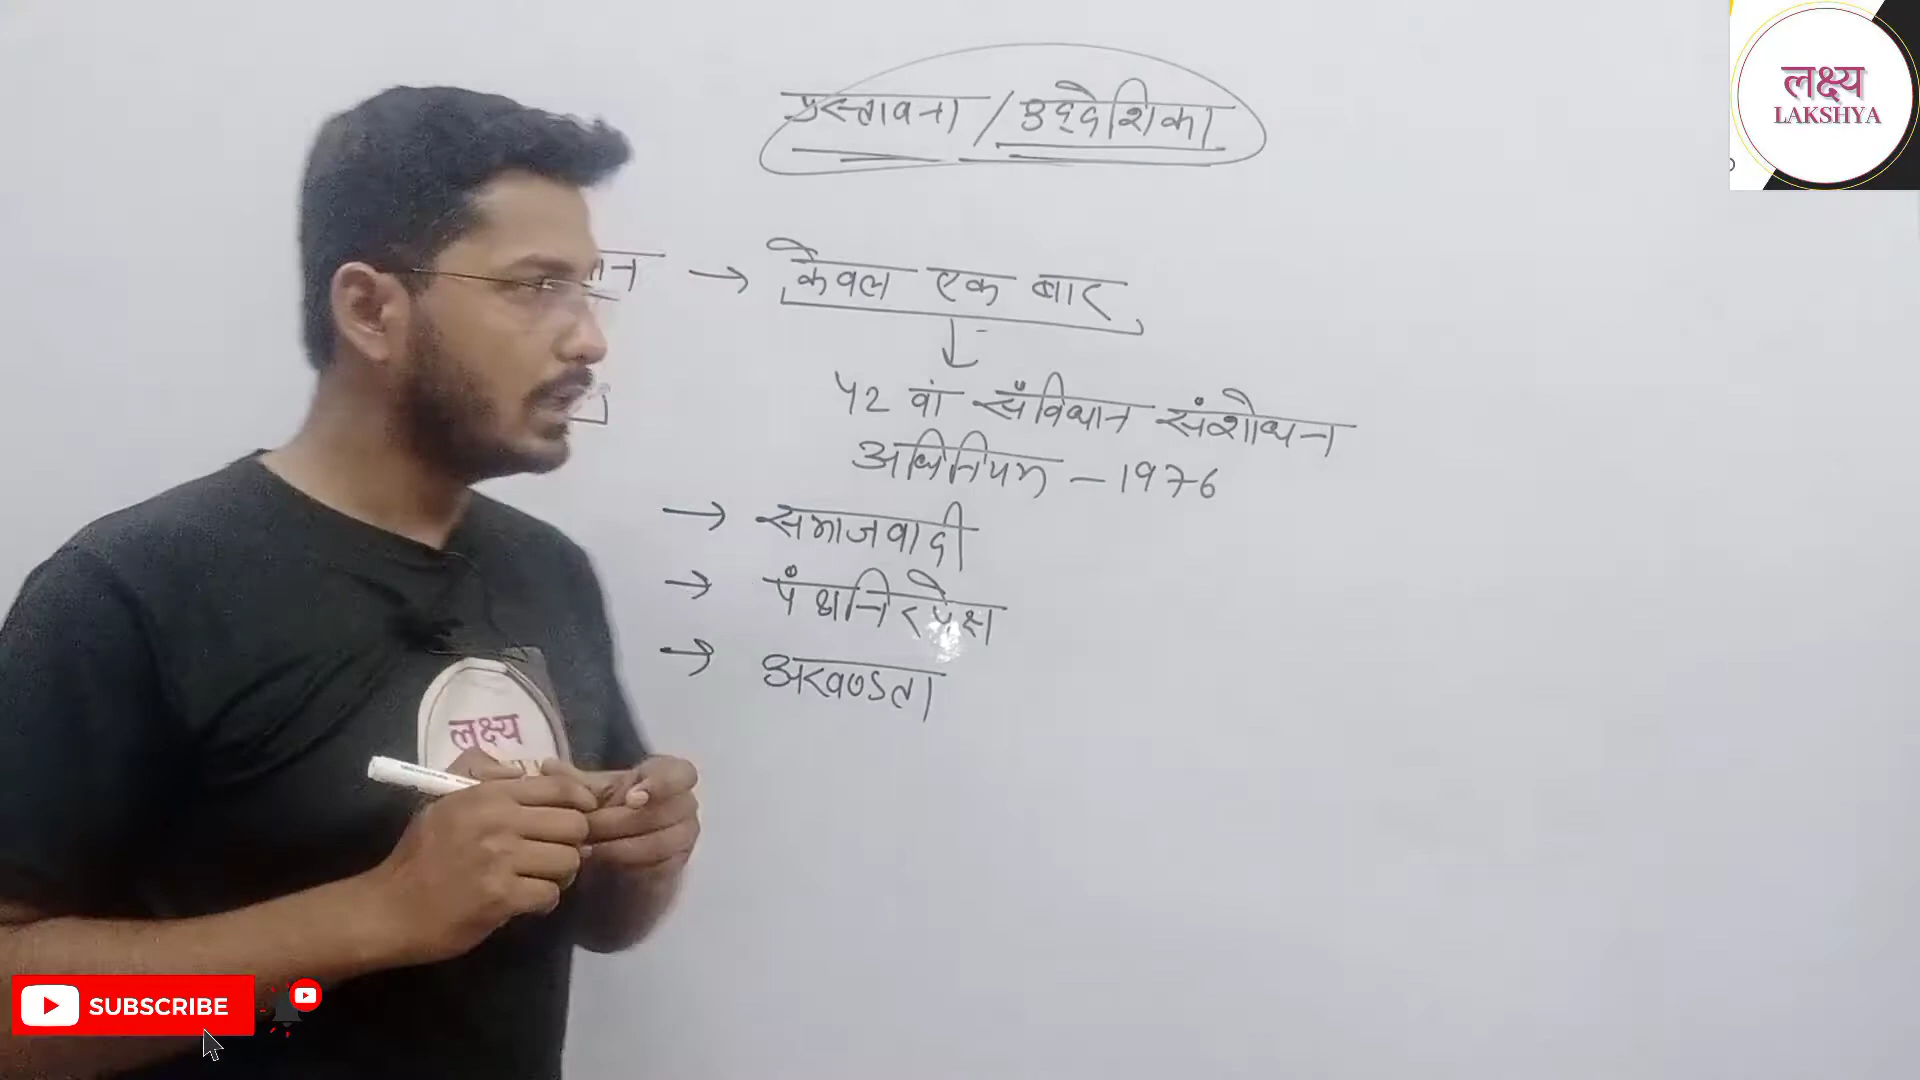 प्रस्तावना / उद्देशिका
लक्ष्य
LAKSHYA
→ केवल एक बार
42 वां संविधान संशोधन
अधिनियम – 1976
→ समाजवादी
→ पंथनिरपेक्ष
→ अखण्डता
लक्ष्य
SUBSCRIBE